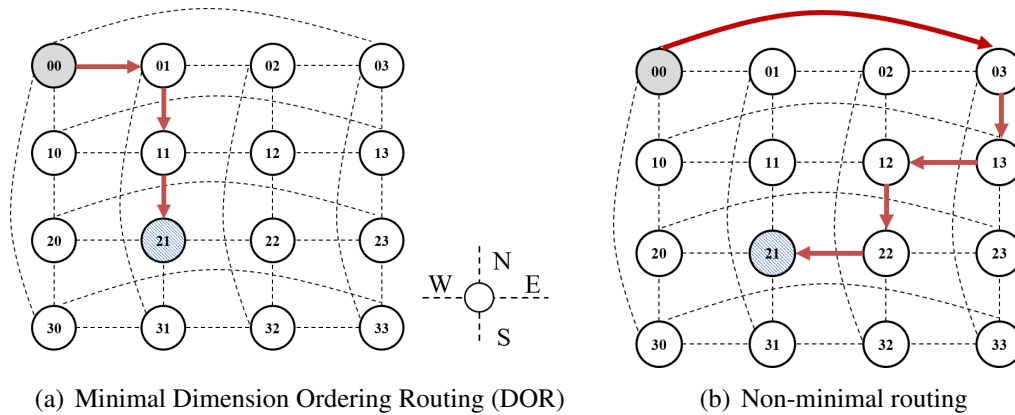 00 01 02 03
10 11 12 13
20 21 22 23
30 31 32 33
N
W E
S
(a) Minimal Dimension Ordering Routing (DOR)
00 01 02 03
10 11 12 13
20 21 22 23
30 31 32 33
(b) Non-minimal routing